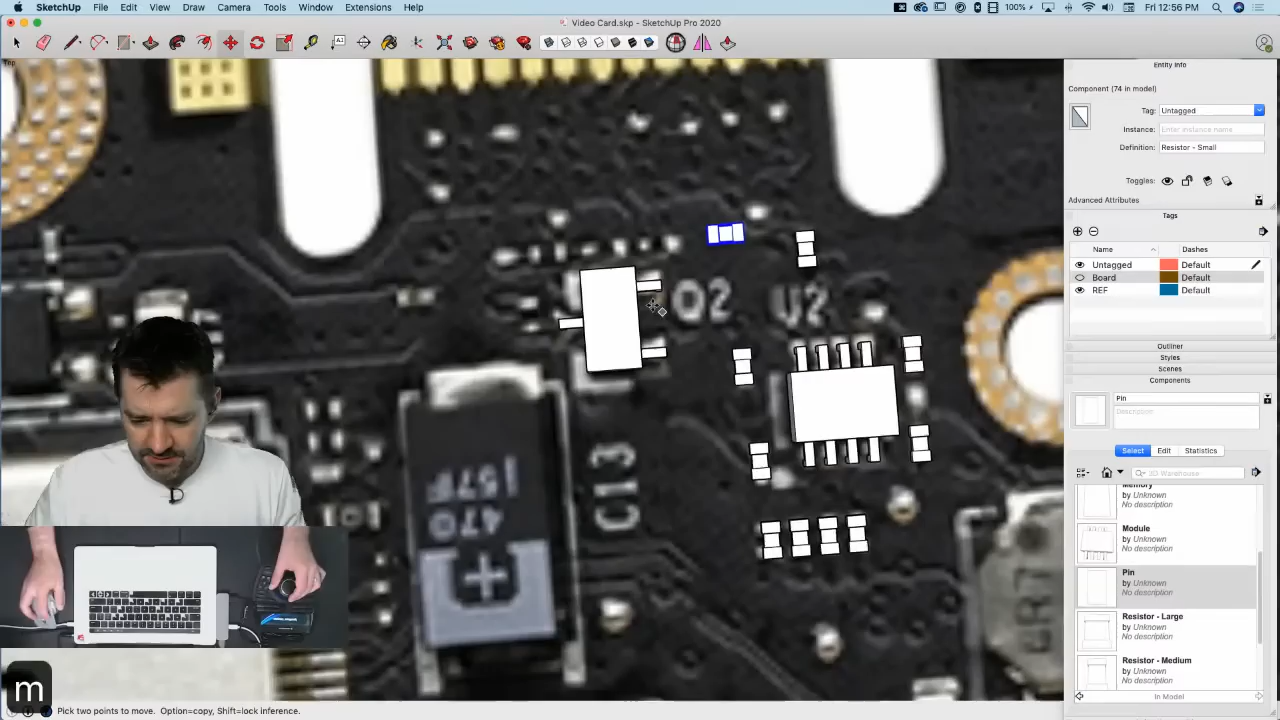 SketchUp File Edit View Draw Camera Tools Window Extensions Help
100% Fri 12:56 PM
Video Card.skp - SketchUp Pro 2020
Top
Entity Info
Component (74 in model)
Tag: Untagged
Instance: Enter instance name
Definition: Resistor - Small
Toggles:
Advanced Attributes
Tags
Name Dashes
Untagged Default
Board Default
REF Default
Outliner
Styles
Scenes
Components
Pin
Description
Select Edit Statistics
3D Warehouse
Memory
by Unknown
No description
Module
by Unknown
No description
Pin
by Unknown
No description
Resistor - Large
by Unknown
No description
Resistor - Medium
by Unknown
No description
In Model
Q2 U2
C13
470
+
m
Pick two points to move. Option=copy, Shift=lock inference.